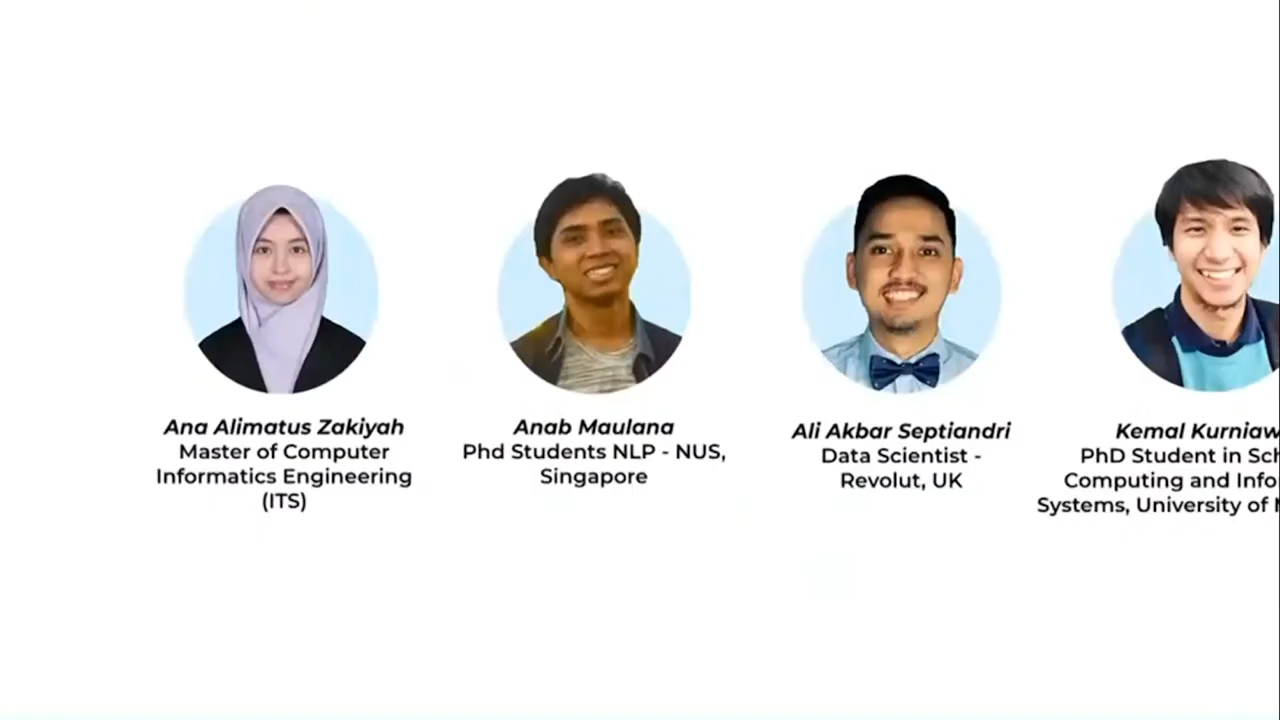 Ana Alimatus Zakiyah
Master of Computer
Informatics Engineering
(ITS)
Anab Maulana
Phd Students NLP - NUS,
Singapore
Ali Akbar Septiandri
Data Scientist -
Revolut, UK
Kemal
PhD Student in
Computing and
Systems, University of